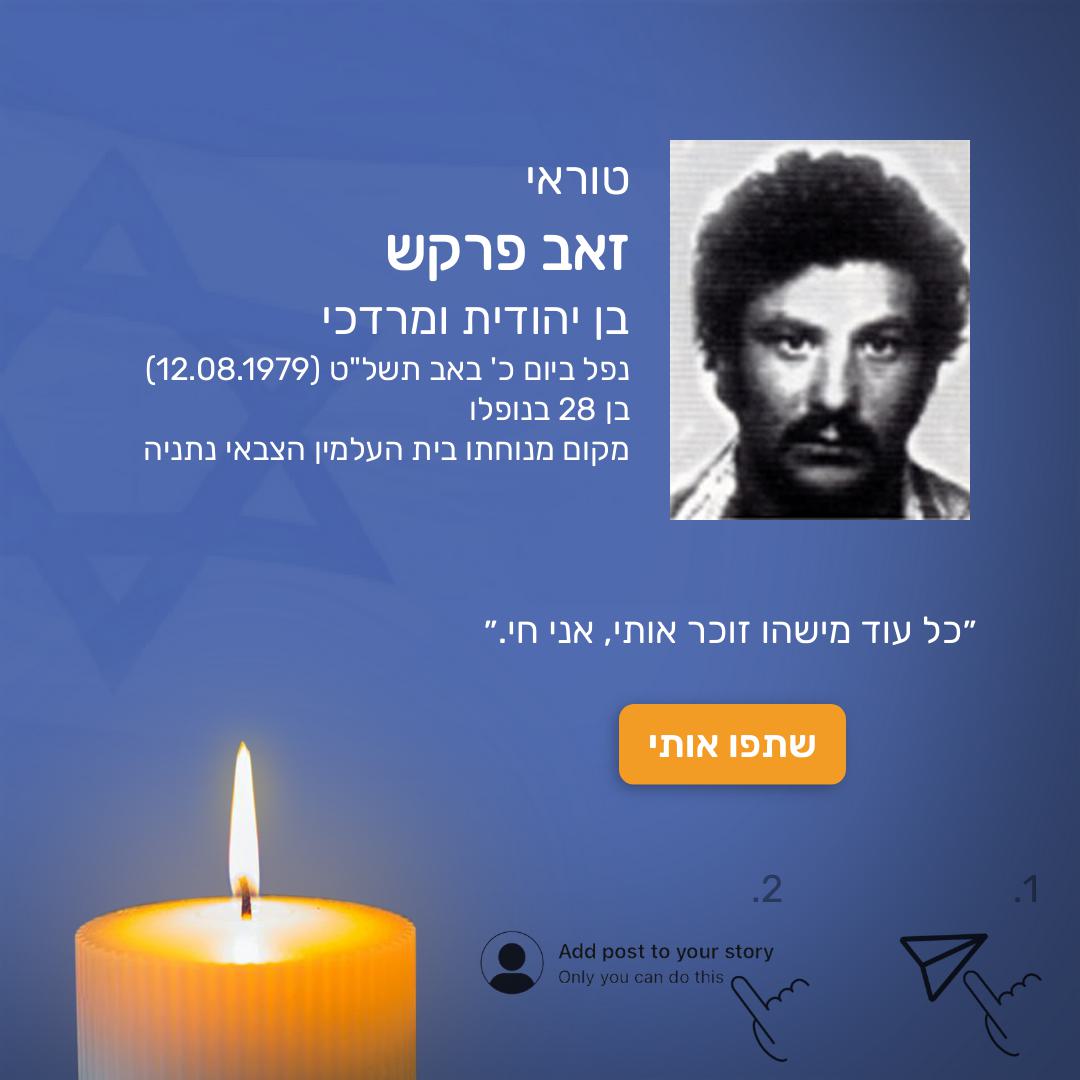 טוראי
זאב פרקש
בן יהודית ומרדכי
נפל ביום כ' באב תשל"ט (12.08.1979)
בן 28 בנופלו
מקום מנוחתו בית העלמין הצבאי נתניה
״כל עוד מישהו זוכר אותי, אני חי.״
שתפו אותי
.1
.2
Add post to your story
Only you can do this